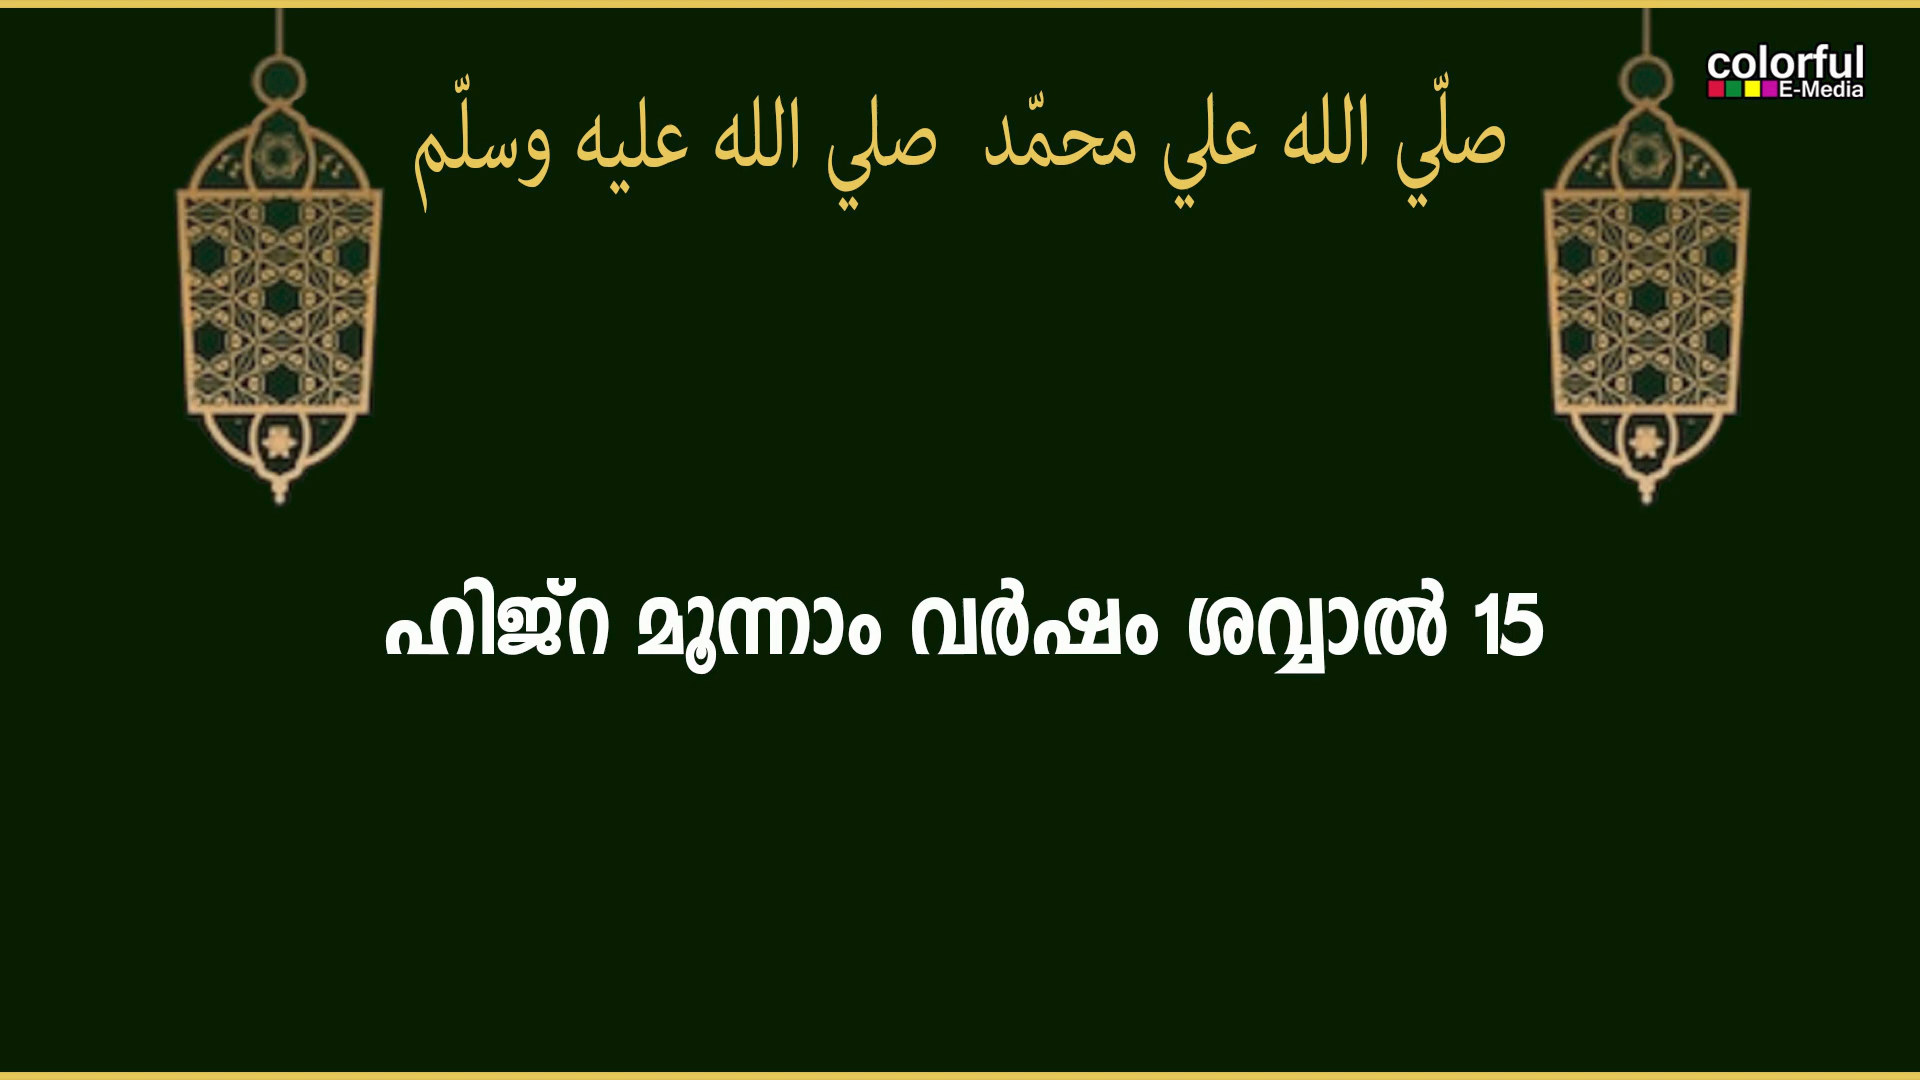 colorful
E-Media
صلّي الله علي محمّد صلي الله عليه وسلّم
ഹിജ്റ മൂന്നാം വർഷം ശവ്വാൽ 15